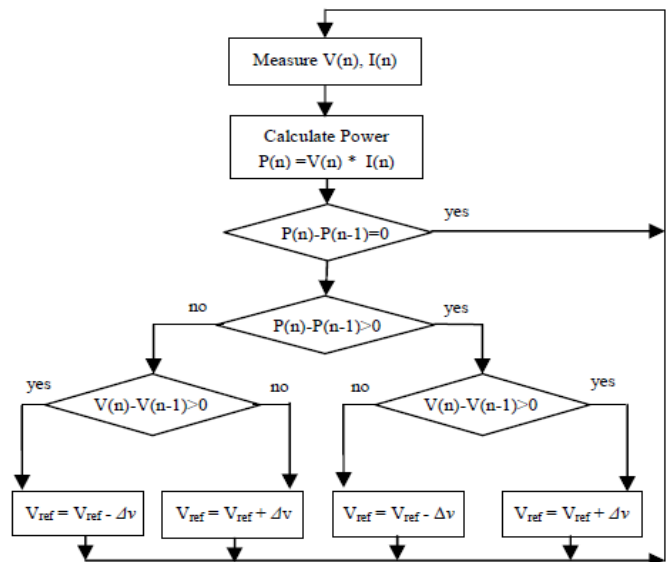 Measure V(n), I(n)
Calculate Power
P(n) =V(n) * I(n)
yes
P(n)-P(n-1)=0
no
yes
P(n)-P(n-1)>0
yes
V(n)-V(n-1)>0
no
no
V(n)-V(n-1)>0
yes
Vref = Vref - Δv
Vref = Vref + Δv
Vref = Vref - Δv
Vref = Vref + Δv